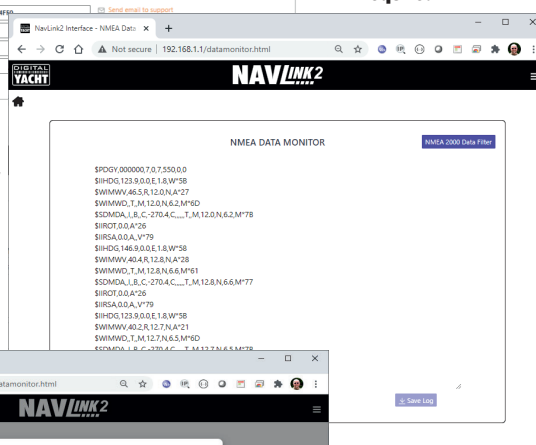 Send email to support
NavLink2 Interface - NMEA Data
Not secure | 192.168.1.1/datamonitor.html
DIGITAL
YACHT
NAVLINK2
NMEA DATA MONITOR
NMEA 2000 Data Filter
$PDGY,000000,7,0,7,550,0,0
$IIHDG,123.9,0.0,E,1.8,W*5B
$WIMWV,46.5,R,12.0,N,A*27
$WIMWD,,T,,M,12.0,N,6.2,M*6D
$SDMDA,,I,,B,,C,-270.4,C,,,,,,T,,M,12.0,N,6.2,M*7B
$IIROT,0.0,A*26
$IIRSA,0.0,A,,V*79
$IIHDG,146.9,0.0,E,1.8,W*58
$WIMWV,40.4,R,12.8,N,A*28
$WIMWD,,T,,M,12.8,N,6.6,M*61
$SDMDA,,I,,B,,C,-270.4,C,,,,,,T,,M,12.8,N,6.6,M*77
$IIROT,0.0,A*26
$IIRSA,0.0,A,,V*79
$IIHDG,123.9,0.0,E,1.8,W*5B
$WIMWV,40.2,R,12.7,N,A*21
$WIMWD,,T,,M,12.7,N,6.5,M*6D
Save Log
atamonitor.html
NAVLINK2